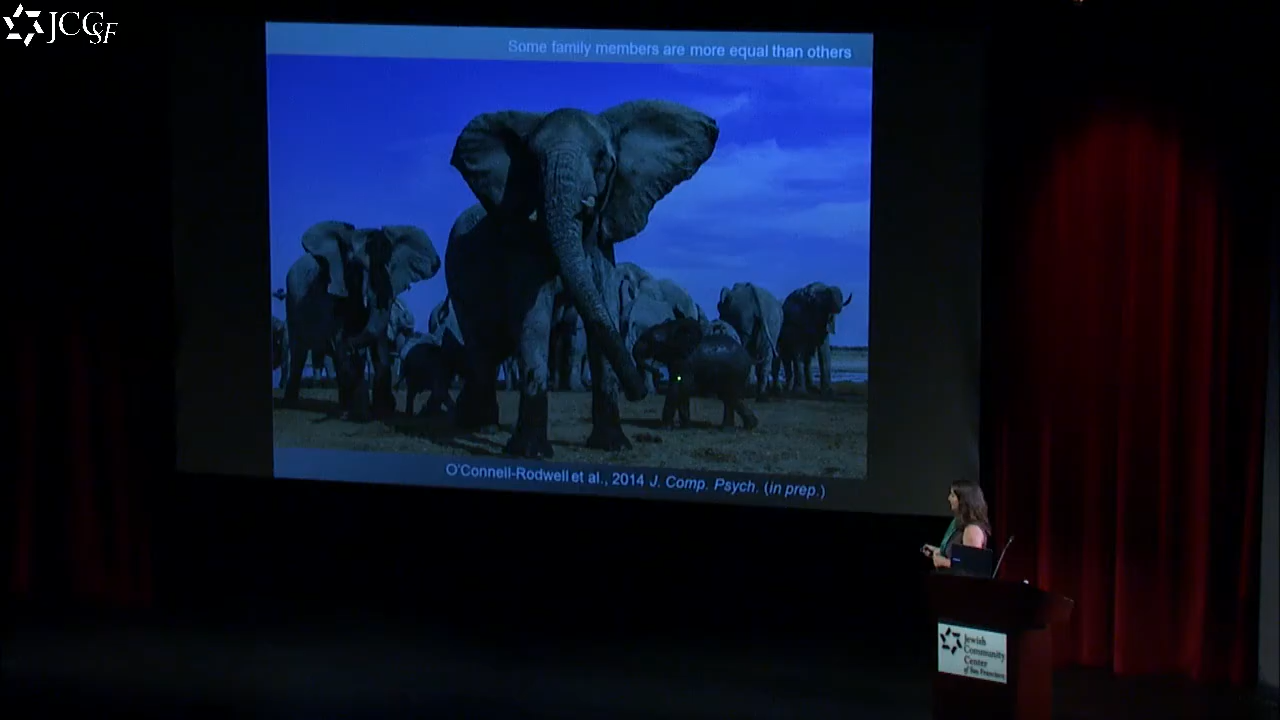 JCCSF
Some family members are more equal than others
O'Connell-Rodwell et al., 2014 J. Comp. Psych. (in prep.)
Jewish
Community
Center
of San Francisco